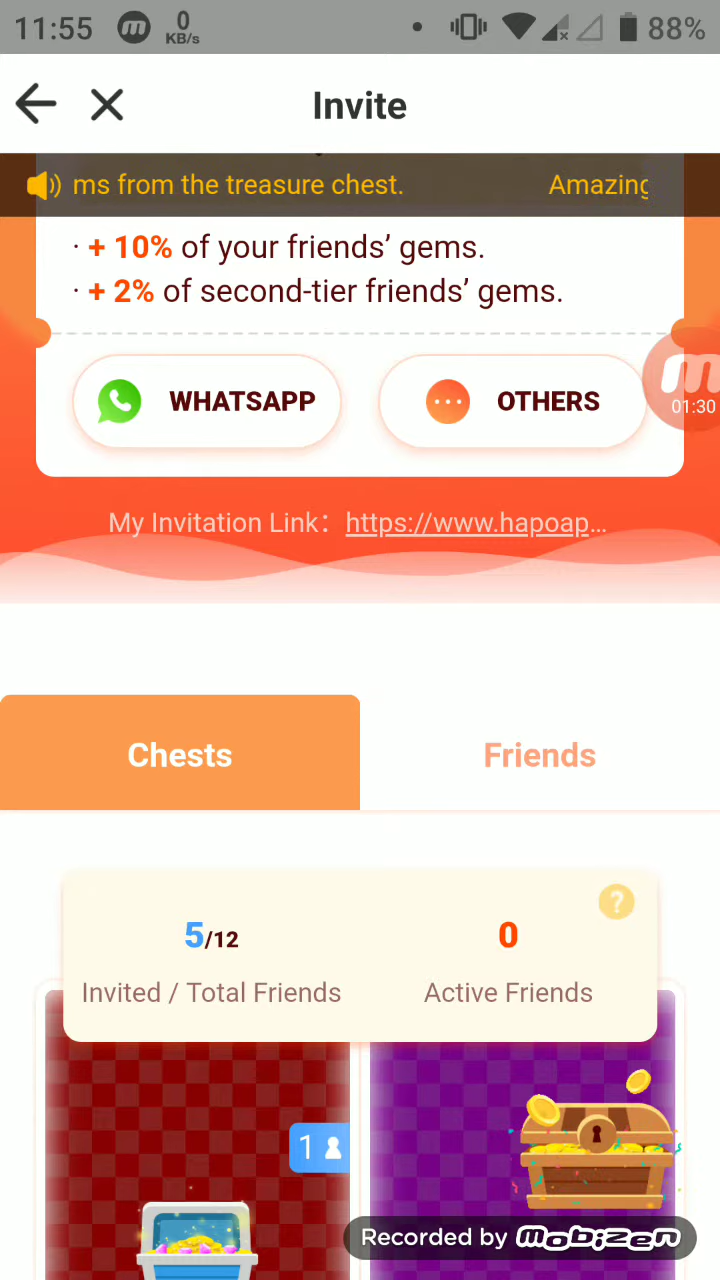 11:55
0
KB/s
88%
Invite
ms from the treasure chest. Amazing
· + 10% of your friends’ gems.
· + 2% of second-tier friends’ gems.
WHATSAPP
OTHERS
01:30
My Invitation Link： https://www.hapoap...
Chests
Friends
?
5/12
0
Invited / Total Friends
Active Friends
1
Recorded by mobizen